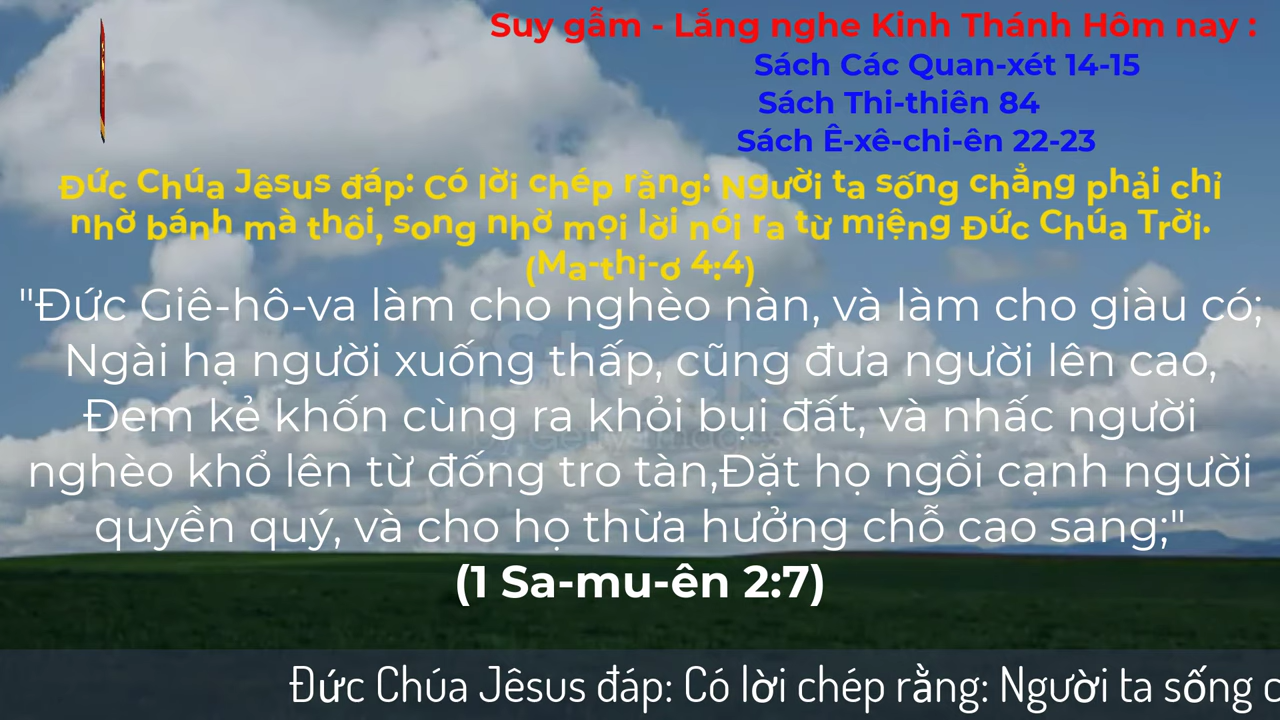 Suy gẫm - Lắng nghe Kinh Thánh Hôm nay :
Sách Các Quan-xét 14-15
Sách Thi-thiên 84
Sách Ê-xê-chi-ên 22-23
Đức Chúa Jêsus đáp: Có lời chép rằng: Người ta sống chẳng phải chỉ
nhờ bánh mà thôi, song nhờ mọi lời nói ra từ miệng Đức Chúa Trời.
(Ma-thi-ơ 4:4)
"Đức Giê-hô-va làm cho nghèo nàn, và làm cho giàu có;
Ngài hạ người xuống thấp, cũng đưa người lên cao,
Đem kẻ khốn cùng ra khỏi bụi đất, và nhấc người
nghèo khổ lên từ đống tro tàn,Đặt họ ngồi cạnh người
quyền quý, và cho họ thừa hưởng chỗ cao sang;"
(1 Sa-mu-ên 2:7)
Đức Chúa Jêsus đáp: Có lời chép rằng: Người ta sống c